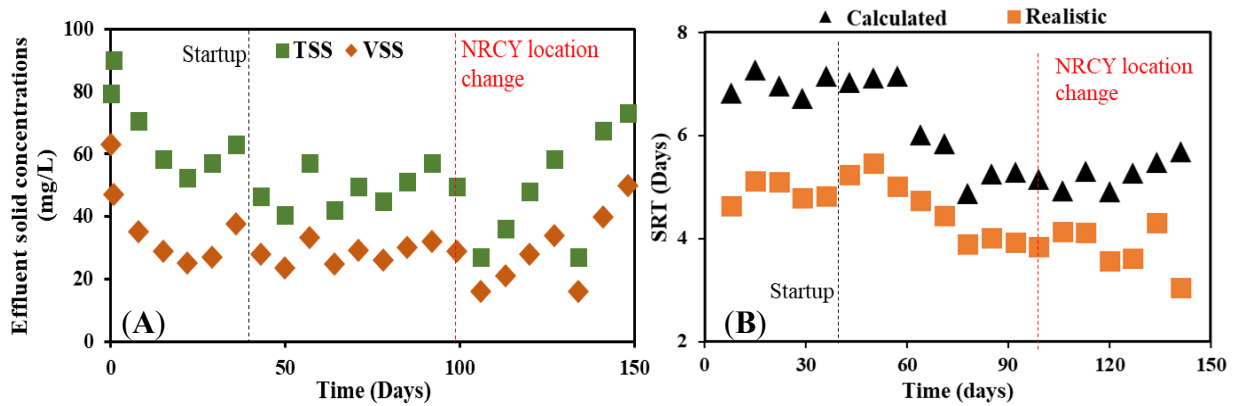 Effluent solid concentrations
(mg/L)
100
80
60
40
20
0
Startup
TSS
VSS
NRCY location
change
(A)
0
50
100
150
Time (Days)
Calculated
Realistic
SRT (Days)
8
6
4
2
NRCY location
change
Startup
(B)
0
30
60
90
120
150
Time (days)